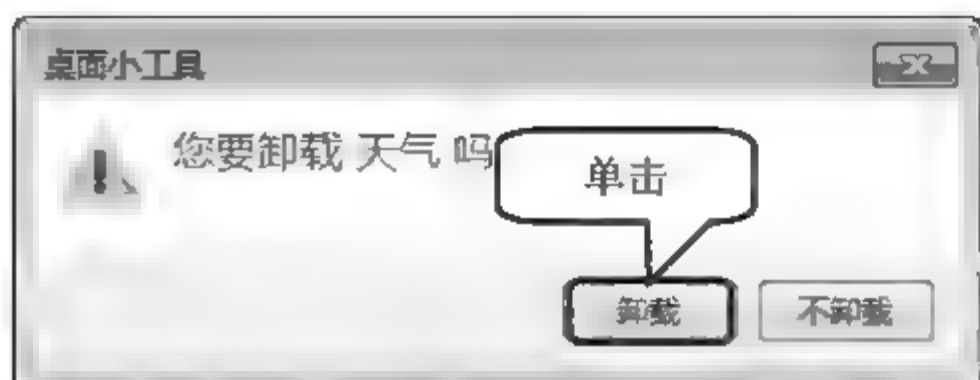 桌面小工具
您要卸载 天气 吗
单击
卸载
不卸载